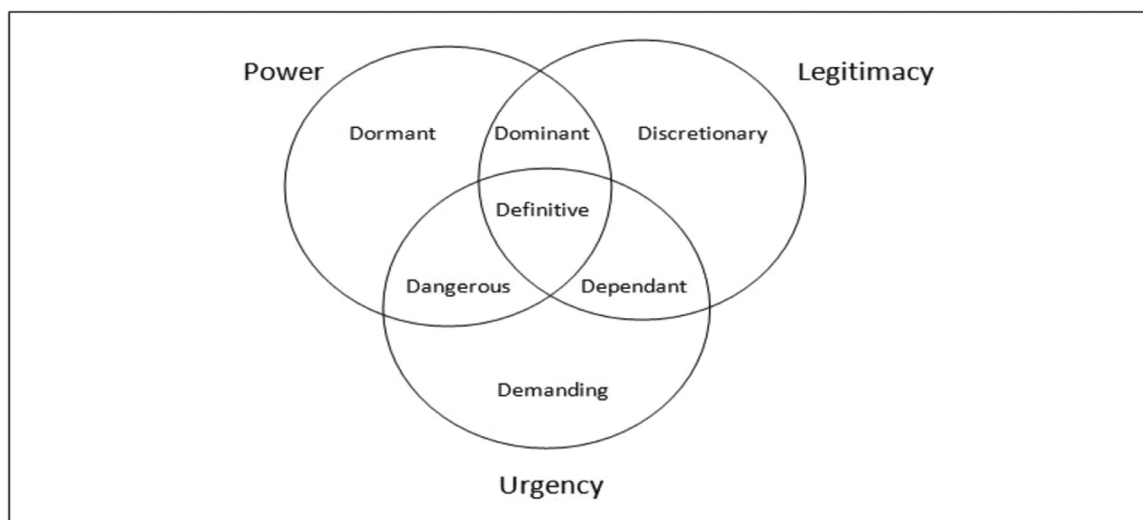 Power
Legitimacy
Dormant
Dominant
Discretionary
Definitive
Dangerous
Dependant
Demanding
Urgency